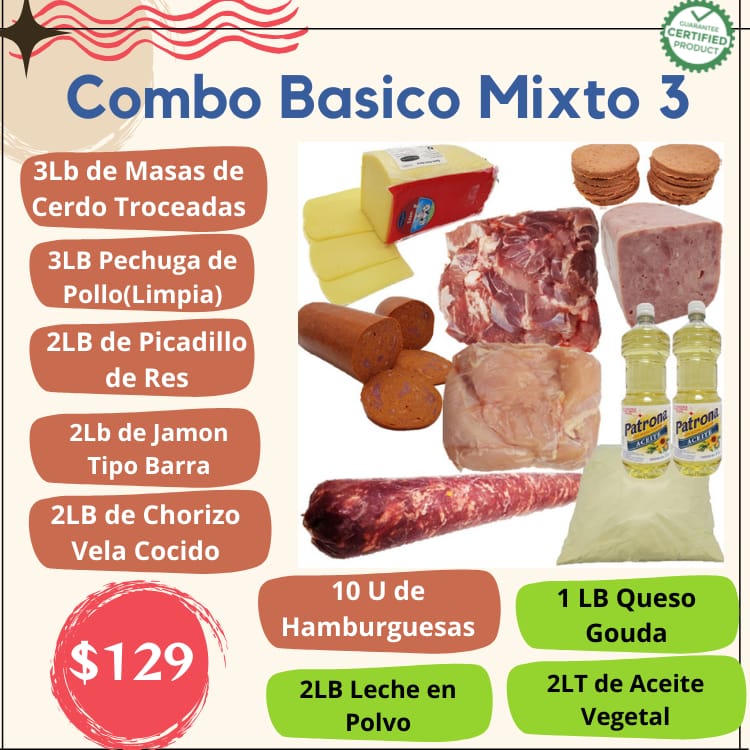 GUARANTEE
CERTIFIED
PRODUCT
Combo Basico Mixto 3
3Lb de Masas de
Cerdo Troceadas
3LB Pechuga de
Pollo(Limpia)
2LB de Picadillo
de Res
2Lb de Jamon
Tipo Barra
2LB de Chorizo
Vela Cocido
Patrona
ACEITE
Patrona
ACEITE
10 U de
Hamburguesas
1 LB Queso
Gouda
$129
2LB Leche en
Polvo
2LT de Aceite
Vegetal